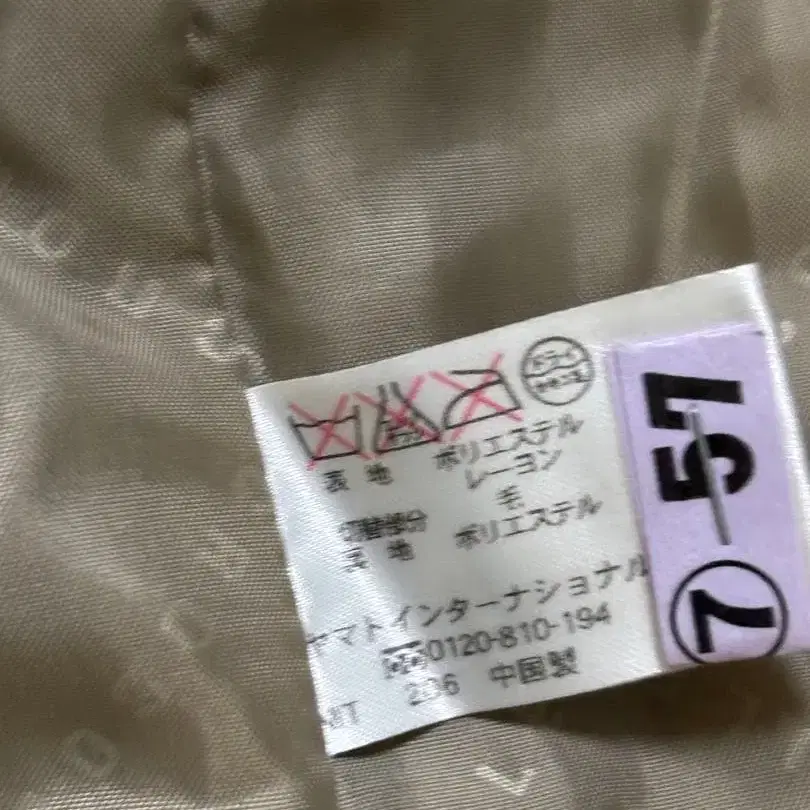 ドライ
表 地 ポリエステル
レーヨン
毛
切替部分
表 地 ポリエステル
ヤマトインターナショナル
0120-810-194
206 中国製
⑦-57